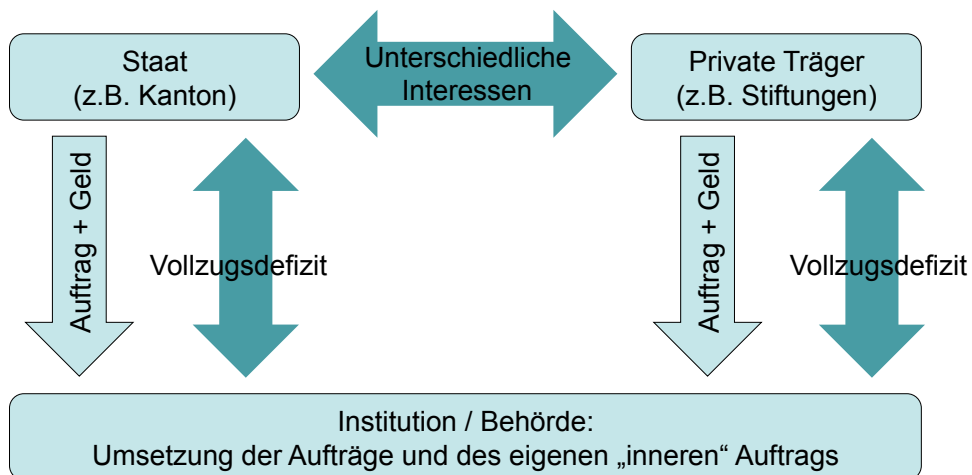 Staat
(z.B. Kanton)
Unterschiedliche
Interessen
Private Träger
(z.B. Stiftungen)
Auftrag + Geld
Vollzugsdefizit
Auftrag + Geld
Vollzugsdefizit
Institution / Behörde:
Umsetzung der Aufträge und des eigenen „inneren“ Auftrags